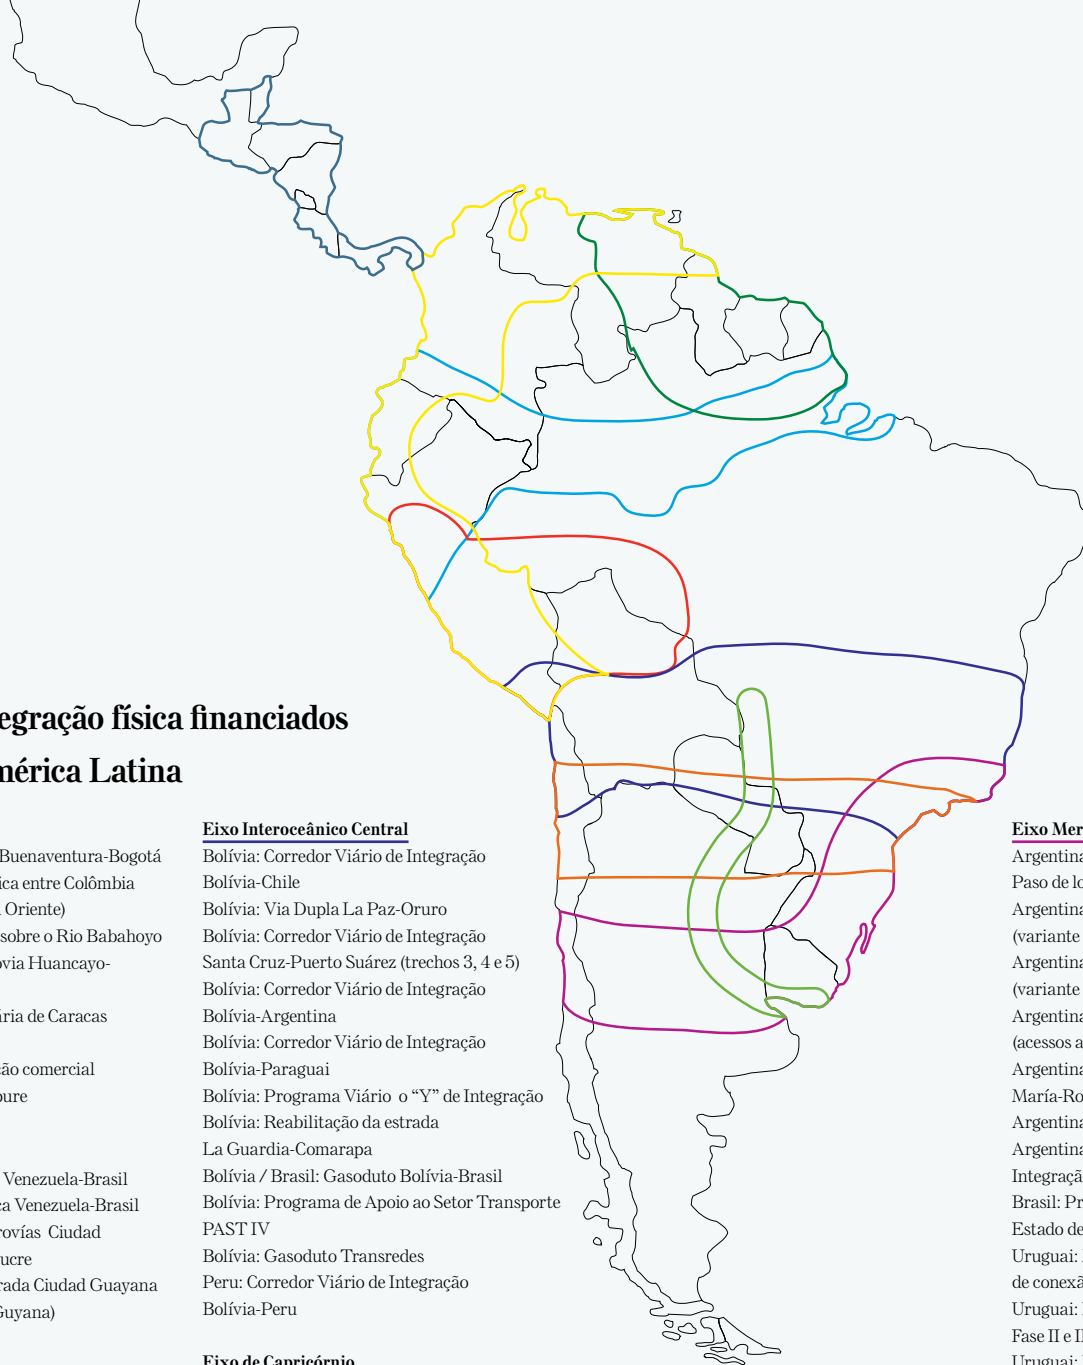 egração física financiados
mérica Latina
Buenaventura-Bogotá
ica entre Colômbia
Oriente)
sobre o Rio Babahoyo
ovia Huancayo-
ária de Caracas
ão comercial
oure
Venezuela-Brasil
ca Venezuela-Brasil
rovías Ciudad
ucre
rada Ciudad Guayana
Guyana)
Eixo Interoceânico Central
Bolívia: Corredor Viário de Integração
Bolívia-Chile
Bolívia: Via Dupla La Paz-Oruro
Bolívia: Corredor Viário de Integração
Santa Cruz-Puerto Suárez (trechos 3, 4 e 5)
Bolívia: Corredor Viário de Integração
Bolívia-Argentina
Bolívia: Corredor Viário de Integração
Bolívia-Paraguai
Bolívia: Programa Viário o “Y” de Integração
Bolívia: Reabilitação da estrada
La Guardia-Comarapa
Bolívia / Brasil: Gasoduto Bolívia-Brasil
Bolívia: Programa de Apoio ao Setor Transporte
PAST IV
Bolívia: Gasoduto Transredes
Peru: Corredor Viário de Integração
Bolívia-Peru
Eixo de Capricórnio
Eixo Mer
Argentina
Paso de lo
Argentina
(variante
Argentina
(variante
Argentina
(acessos a
Argentina
María-Ro
Argentina
Argentina
Integraçã
Brasil: Pr
Estado de
Uruguai:
de conexã
Uruguai:
Fase II e II
Uruguai: